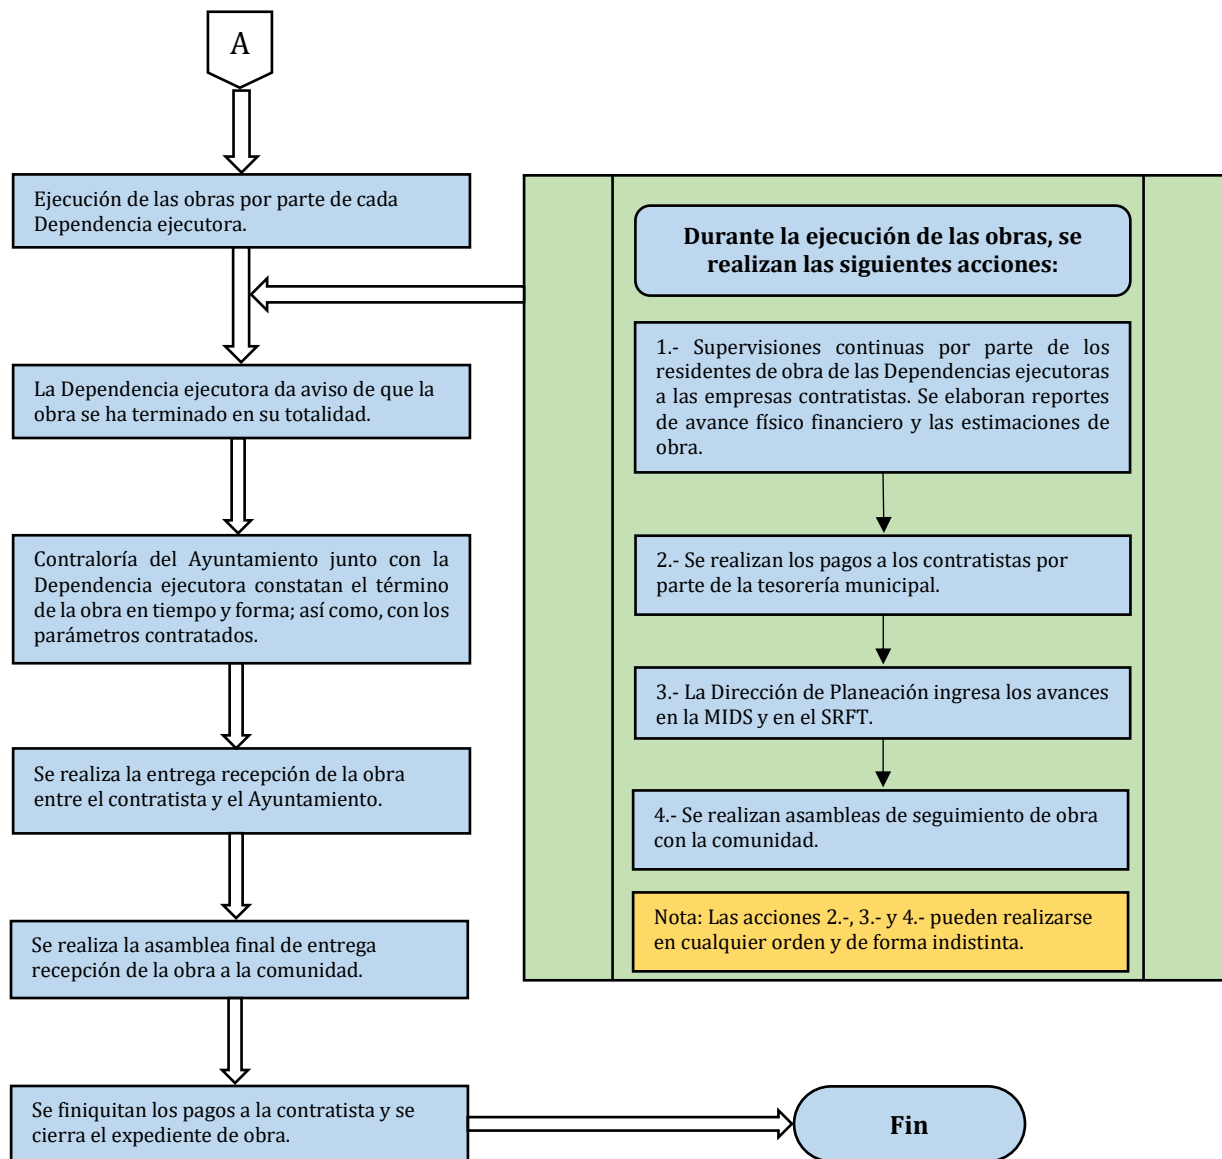 A
Ejecución de las obras por parte de cada
Dependencia ejecutora.
La Dependencia ejecutora da aviso de que la
obra se ha terminado en su totalidad.
Contraloría del Ayuntamiento junto con la
Dependencia ejecutora constatan el término
de la obra en tiempo y forma; así como, con los
parámetros contratados.
Se realiza la entrega recepción de la obra
entre el contratista y el Ayuntamiento.
Se realiza la asamblea final de entrega
recepción de la obra a la comunidad.
Se finiquitan los pagos a la contratista y se
cierra el expediente de obra.
Durante la ejecución de las obras, se
realizan las siguientes acciones:
1.- Supervisiones continuas por parte de los
residentes de obra de las Dependencias ejecutoras
a las empresas contratistas. Se elaboran reportes
de avance físico financiero y las estimaciones de
obra.
2.- Se realizan los pagos a los contratistas por
parte de la tesorería municipal.
3.- La Dirección de Planeación ingresa los avances
en la MIDS y en el SRFT.
4.- Se realizan asambleas de seguimiento de obra
con la comunidad.
Nota: Las acciones 2.-, 3.- y 4.- pueden realizarse
en cualquier orden y de forma indistinta.
Fin